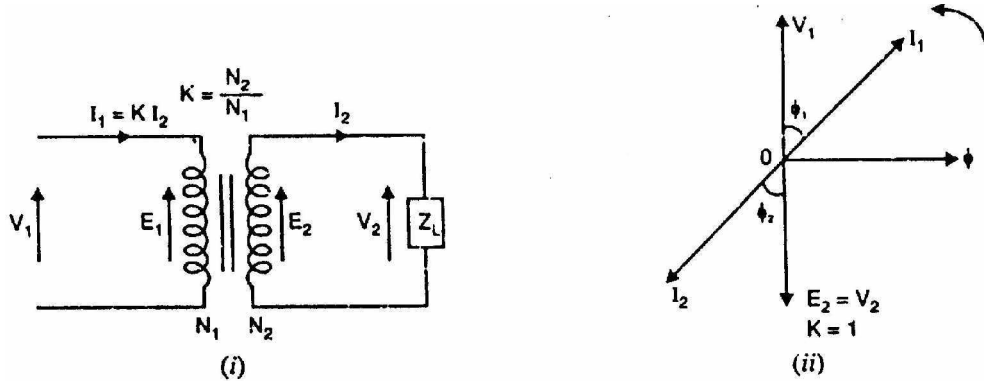 K = N₂/N₁
I₁ = K I₂
I₂
V₁
E₁
E₂
V₂
Z_L
N₁
N₂
(i)
V₁
I₁
ϕ₁
0
ϕ
ϕ₂
I₂
E₂ = V₂
K = 1
(ii)